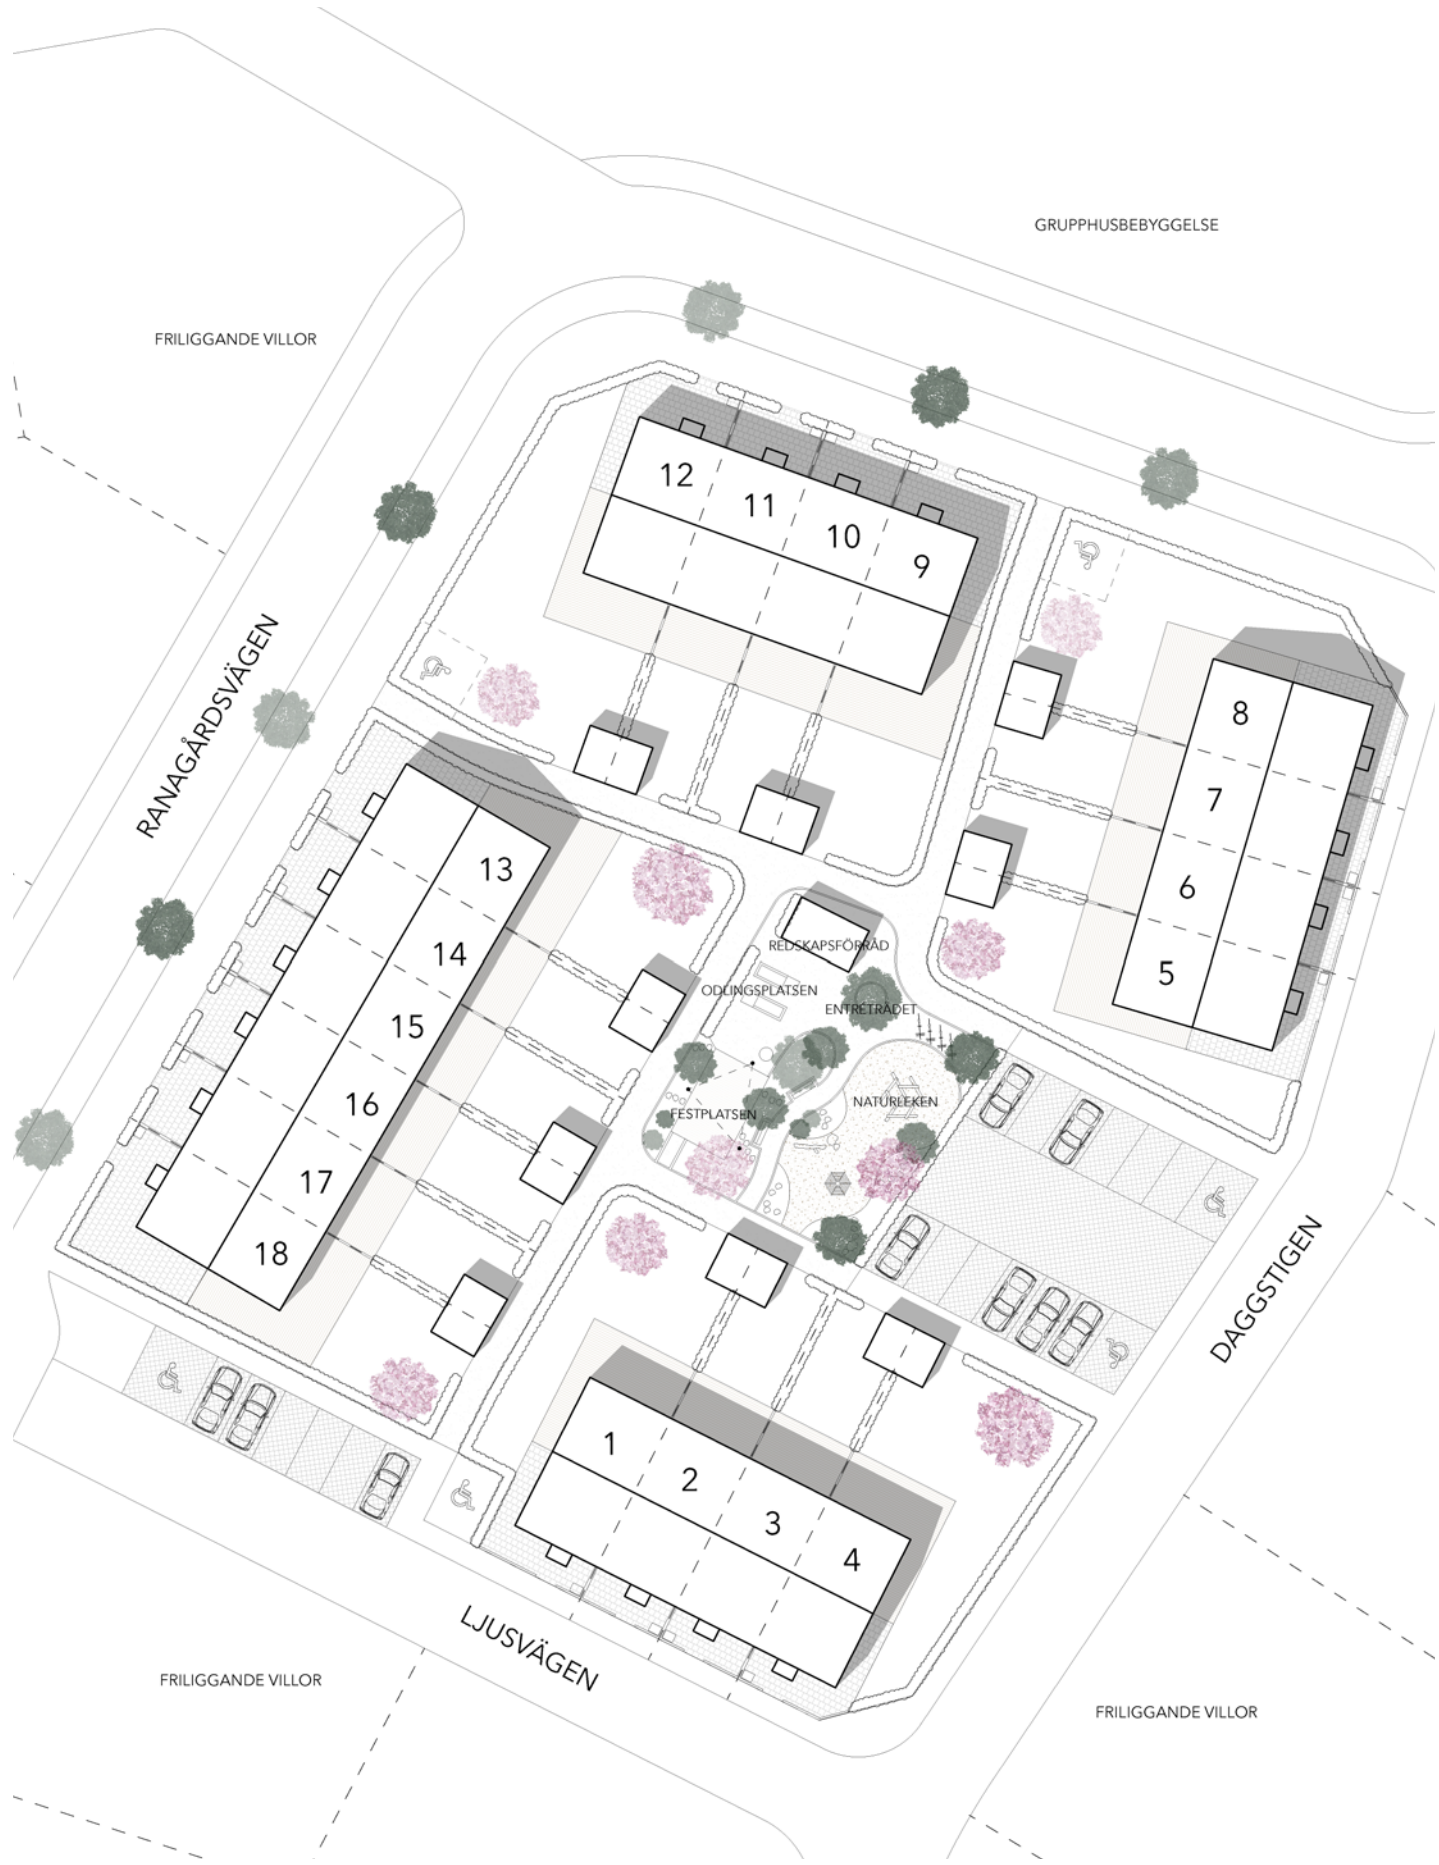 GRUPPHUSBEBYGGELSE
FRILIGGANDE VILLOR
12
11
10
9
RANAGÅRDSVÄGEN
8
7
6
5
13
14
15
16
17
18
REDSKAPSFÖRRÅD
ODLINGSPLATSEN
ENTRÉTRÄDET
NATURLEKEN
FESTPLATSEN
DAGGSTIGEN
1
2
3
4
LJUSVÄGEN
FRILIGGANDE VILLOR
FRILIGGANDE VILLOR